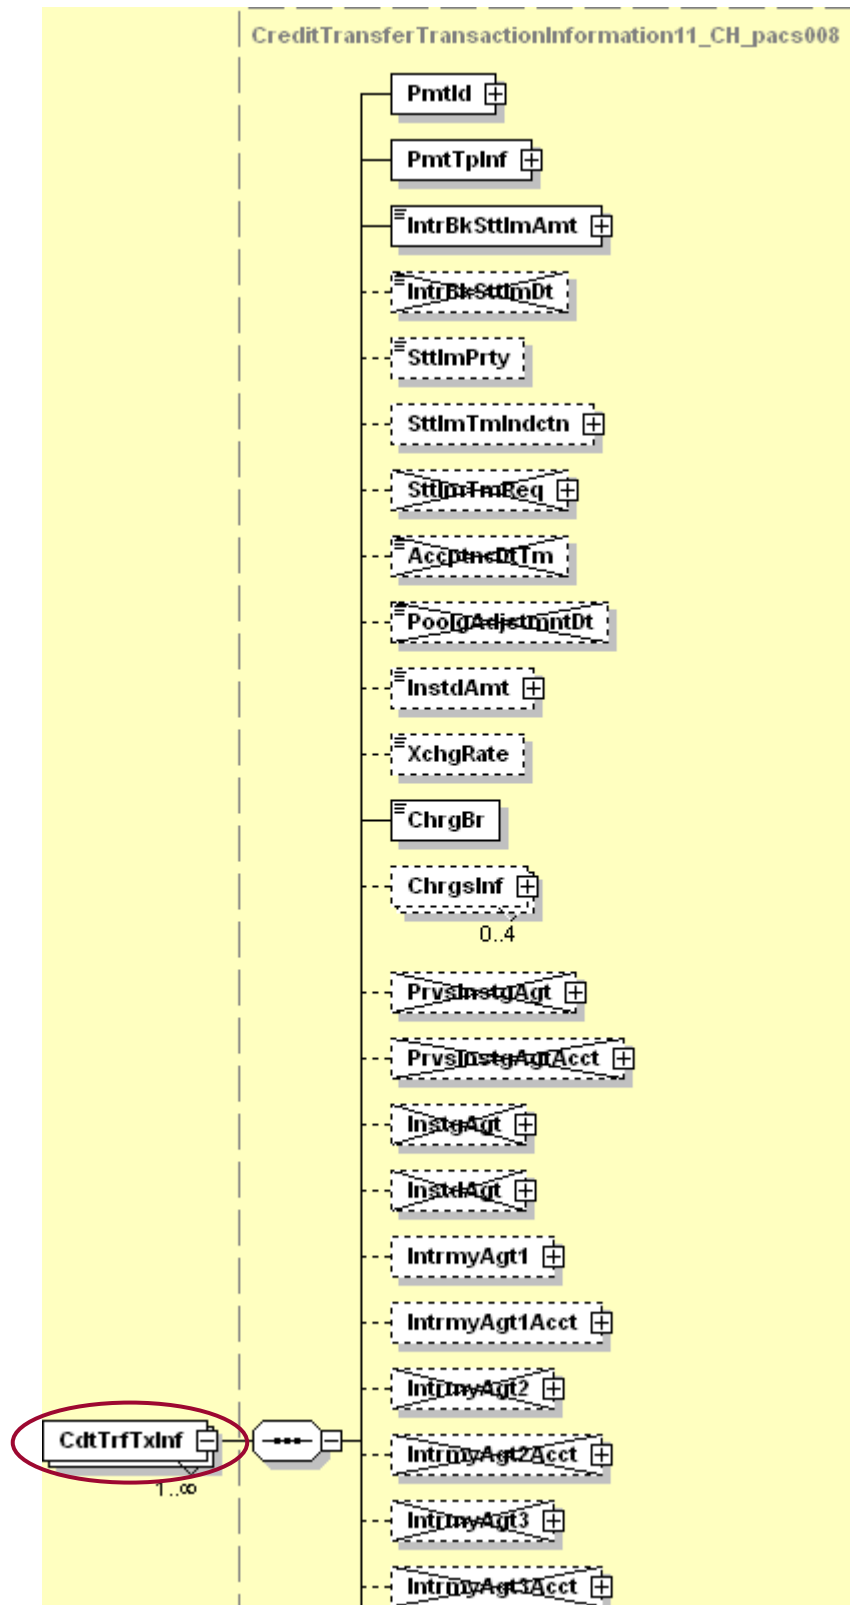 CreditTransferTransactionInformation11_CH_pacs008
PmtId
PmtTpInf
IntrBkSttlmAmt
IntrBkSttlmDt
SttlmPrty
SttlmTmIndctn
SttlmTmReq
AccptncDtTm
PoolgAdjstmntDt
InstdAmt
XchgRate
ChrgBr
ChrgsInf
0..4
PrvsInstgAgt
PrvsInstgAgtAcct
InstgAgt
InstdAgt
IntrmyAgt1
IntrmyAgt1Acct
IntrmyAgt2
CdtTrfTxInf
1..∞
IntrmyAgt2Acct
IntrmyAgt3
IntrmyAgt3Acct